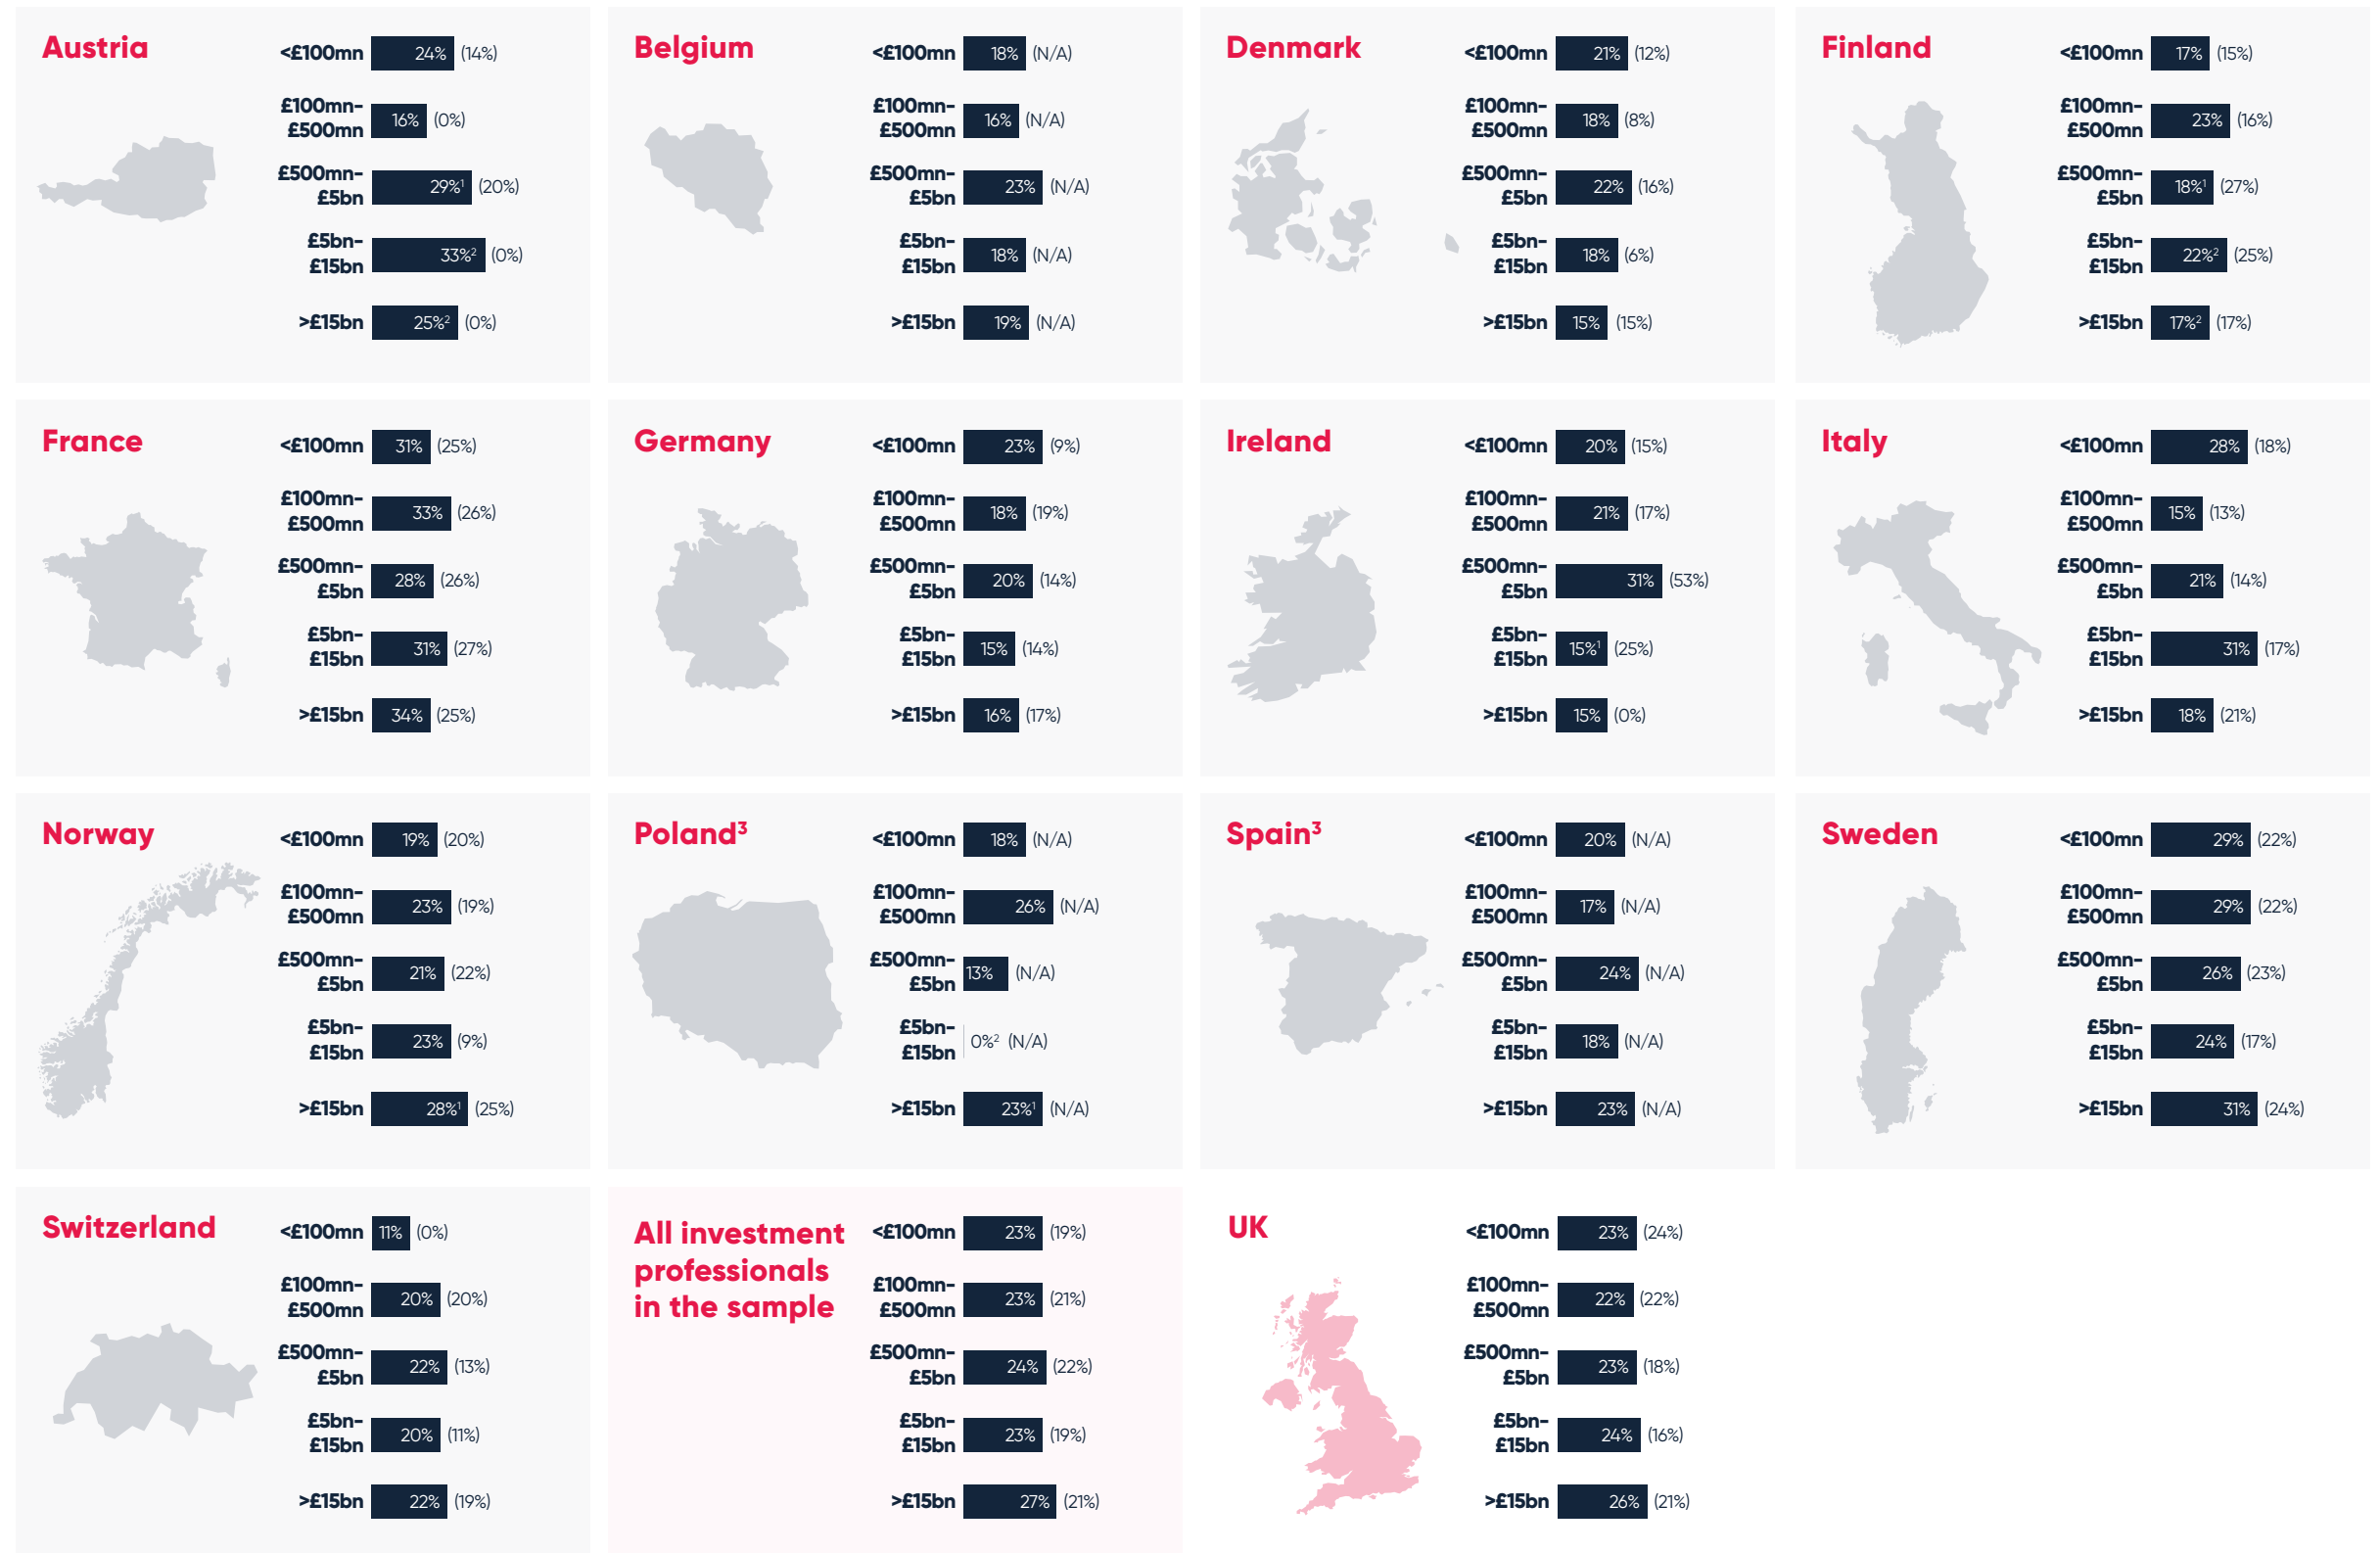 Austria
<£100mn 24% (14%)
£100mn-
£500mn 16% (0%)
£500mn-
£5bn 29%¹ (20%)
£5bn-
£15bn 33%² (0%)
>£15bn 25%² (0%)
Belgium
<£100mn 18% (N/A)
£100mn-
£500mn 16% (N/A)
£500mn-
£5bn 23% (N/A)
£5bn-
£15bn 18% (N/A)
>£15bn 19% (N/A)
Denmark
<£100mn 21% (12%)
£100mn-
£500mn 18% (8%)
£500mn-
£5bn 22% (16%)
£5bn-
£15bn 18% (6%)
>£15bn 15% (15%)
Finland
<£100mn 17% (15%)
£100mn-
£500mn 23% (16%)
£500mn-
£5bn 18%¹ (27%)
£5bn-
£15bn 22%² (25%)
>£15bn 17%² (17%)
France
<£100mn 31% (25%)
£100mn-
£500mn 33% (26%)
£500mn-
£5bn 28% (26%)
£5bn-
£15bn 31% (27%)
>£15bn 34% (25%)
Germany
<£100mn 23% (9%)
£100mn-
£500mn 18% (19%)
£500mn-
£5bn 20% (14%)
£5bn-
£15bn 15% (14%)
>£15bn 16% (17%)
Ireland
<£100mn 20% (15%)
£100mn-
£500mn 21% (17%)
£500mn-
£5bn 31% (53%)
£5bn-
£15bn 15%¹ (25%)
>£15bn 15% (0%)
Italy
<£100mn 28% (18%)
£100mn-
£500mn 15% (13%)
£500mn-
£5bn 21% (14%)
£5bn-
£15bn 31% (17%)
>£15bn 18% (21%)
Norway
<£100mn 19% (20%)
£100mn-
£500mn 23% (19%)
£500mn-
£5bn 21% (22%)
£5bn-
£15bn 23% (9%)
>£15bn 28%¹ (25%)
Poland³
<£100mn 18% (N/A)
£100mn-
£500mn 26% (N/A)
£500mn-
£5bn 13% (N/A)
£5bn-
£15bn 0%² (N/A)
>£15bn 23%¹ (N/A)
Spain³
<£100mn 20% (N/A)
£100mn-
£500mn 17% (N/A)
£500mn-
£5bn 24% (N/A)
£5bn-
£15bn 18% (N/A)
>£15bn 23% (N/A)
Sweden
<£100mn 29% (22%)
£100mn-
£500mn 29% (22%)
£500mn-
£5bn 26% (23%)
£5bn-
£15bn 24% (17%)
>£15bn 31% (24%)
Switzerland
<£100mn 11% (0%)
£100mn-
£500mn 20% (20%)
£500mn-
£5bn 22% (13%)
£5bn-
£15bn 20% (11%)
>£15bn 22% (19%)
All investment
professionals
in the sample
<£100mn 23% (19%)
£100mn-
£500mn 23% (21%)
£500mn-
£5bn 24% (22%)
£5bn-
£15bn 23% (19%)
>£15bn 27% (21%)
UK
<£100mn 23% (24%)
£100mn-
£500mn 22% (22%)
£500mn-
£5bn 23% (18%)
£5bn-
£15bn 24% (16%)
>£15bn 26% (21%)